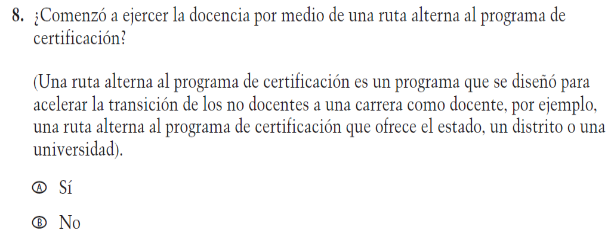 8. ¿Comenzó a ejercer la docencia por medio de una ruta alterna al programa de
certificación?
(Una ruta alterna al programa de certificación es un programa que se diseñó para
acelerar la transición de los no docentes a una carrera como docente, por ejemplo,
una ruta alterna al programa de certificación que ofrece el estado, un distrito o una
universidad).
Ⓐ Sí
Ⓑ No